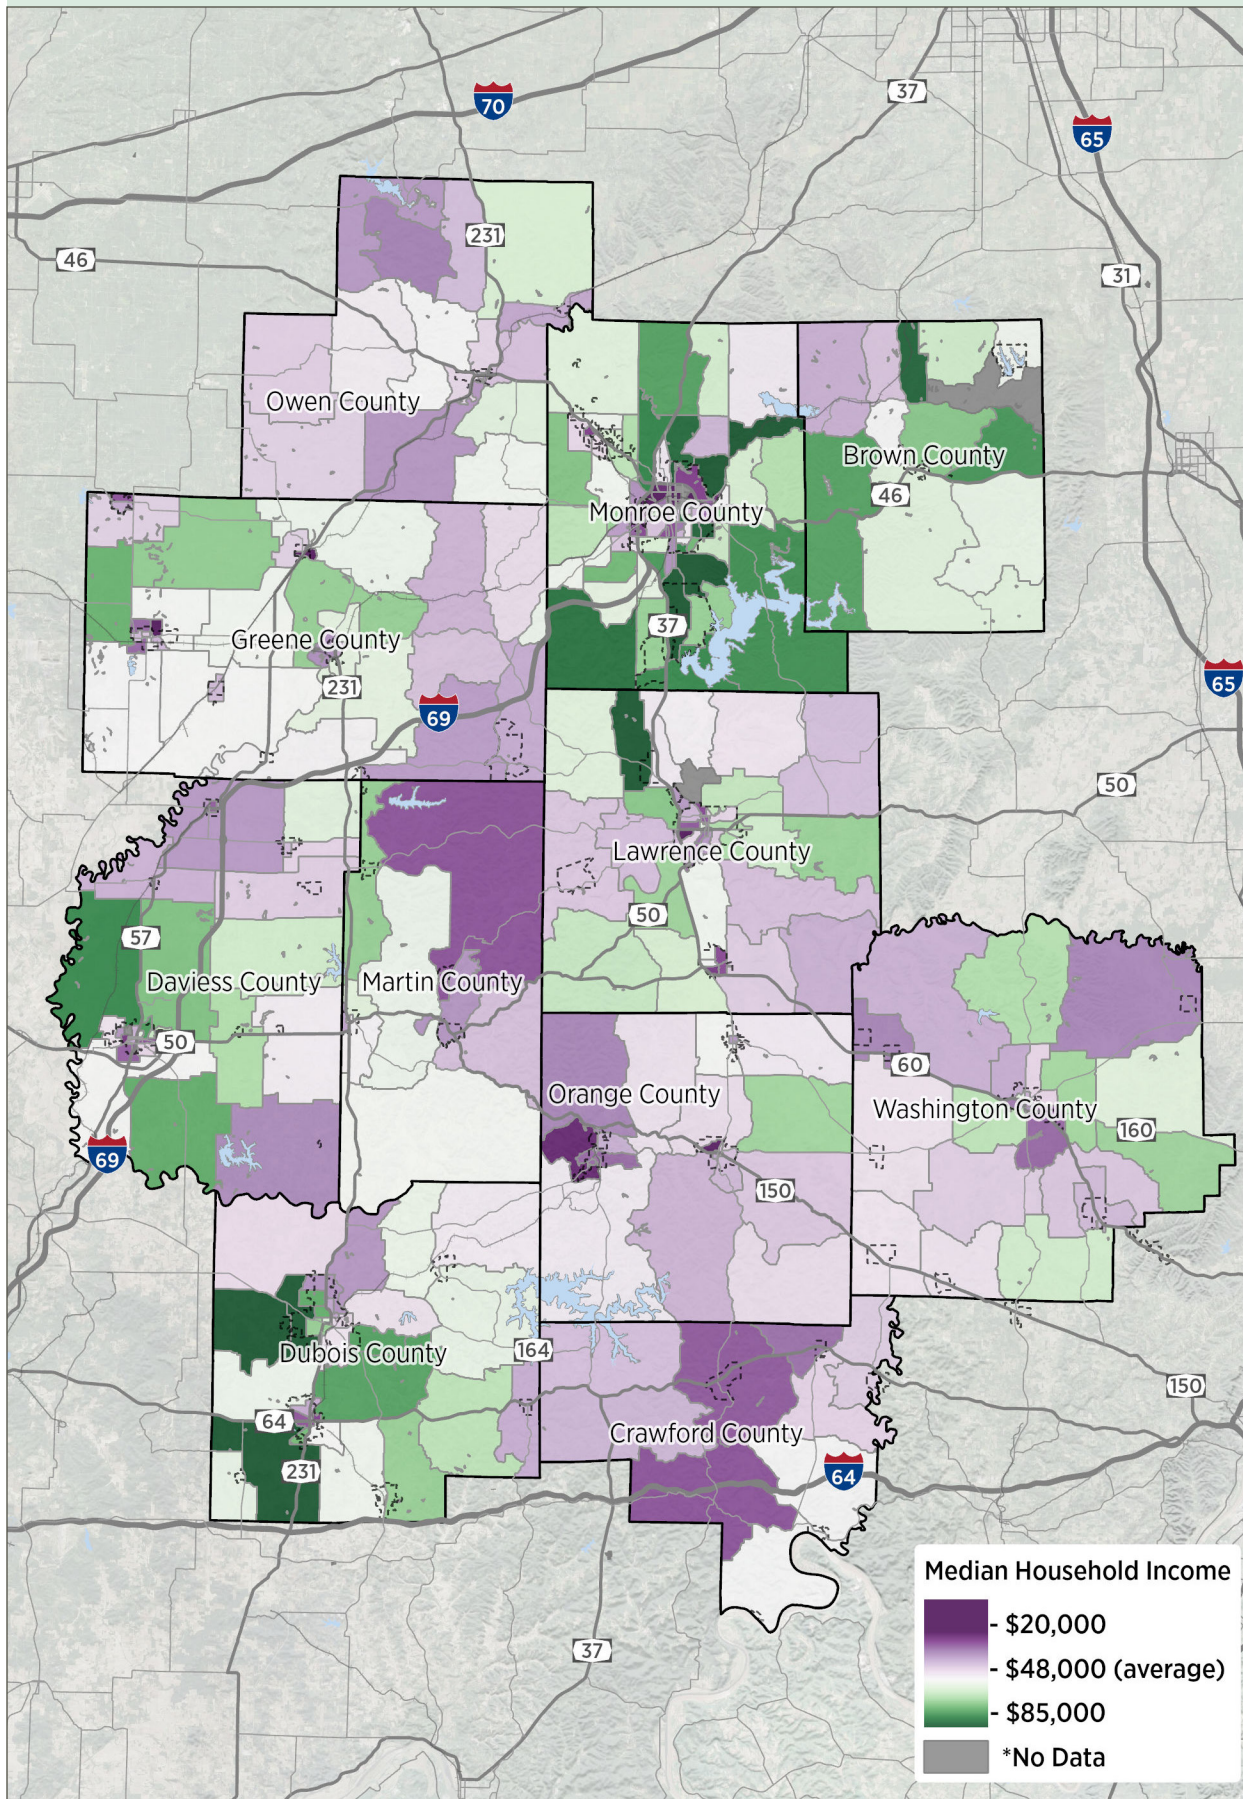 70
37
65
46
231
31
Owen County
Brown County
46
Monroe County
37
Greene County
231
69
65
50
Lawrence County
50
57
Daviess County
Martin County
50
60
Orange County
Washington County
160
69
150
164
Dubois County
150
64
Crawford County
231
64
37
Median Household Income
- $20,000
- $48,000 (average)
- $85,000
*No Data